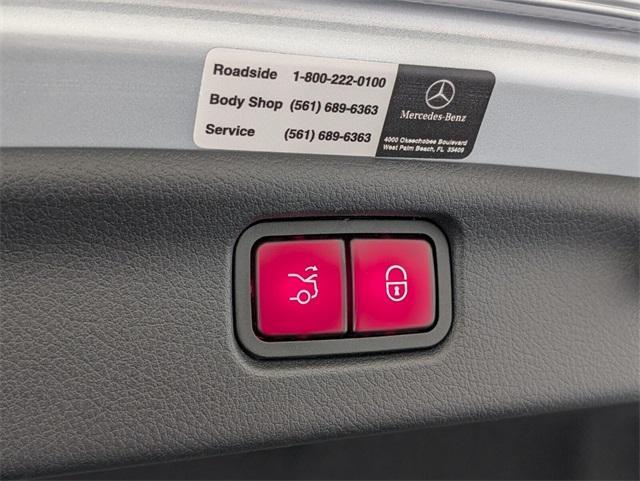 Roadside 1-800-222-0100
Body Shop (561) 689-6363
Service (561) 689-6363
Mercedes-Benz
4000 Okeechobee Boulevard
West Palm Beach, FL 33409